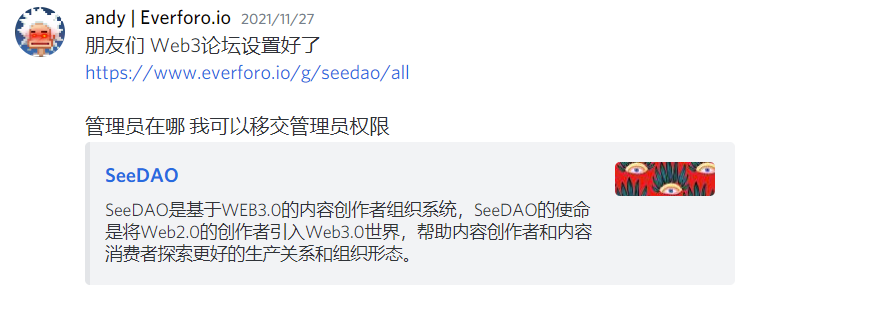 andy | Everforo.io 2021/11/27
朋友们 Web3论坛设置好了
https://www.everforo.io/g/seedao/all
管理员在哪 我可以移交管理员权限
SeeDAO
SeeDAO是基于WEB3.0的内容创作者组织系统，SeeDAO的使命
是将Web2.0的创作者引入Web3.0世界，帮助内容创作者和内容
消费者探索更好的生产关系和组织形态。